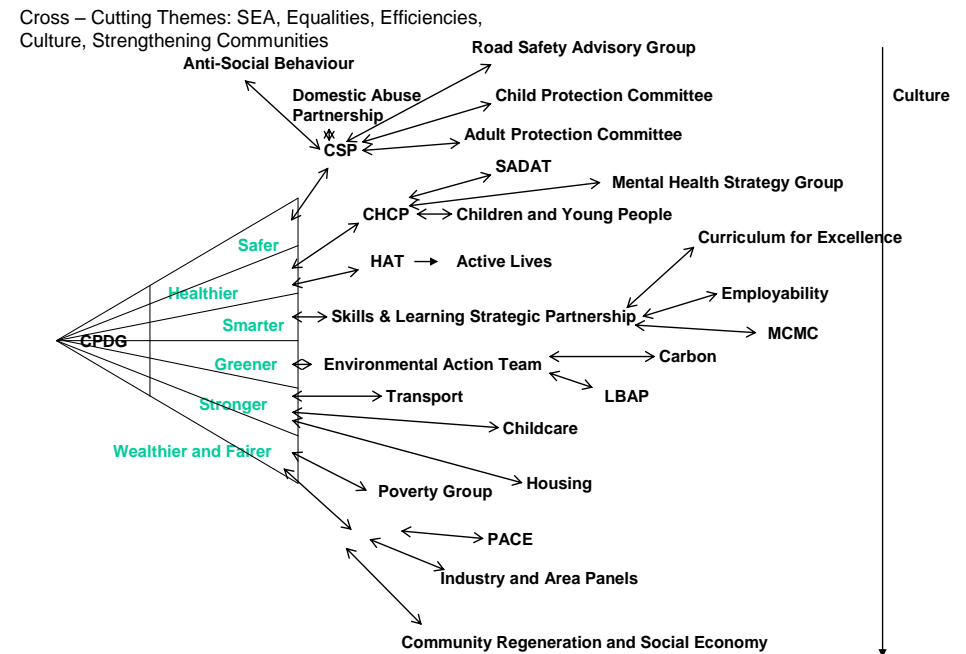 Cross – Cutting Themes: SEA, Equalities, Efficiencies,
Culture, Strengthening Communities
Road Safety Advisory Group
Anti-Social Behaviour
Domestic Abuse
Partnership
Child Protection Committee
Culture
Adult Protection Committee
CSP
SADAT
Mental Health Strategy Group
CHCP
Children and Young People
Curriculum for Excellence
Safer
HAT
Active Lives
Healthier
Employability
Skills & Learning Strategic Partnership
Smarter
MCMC
CPDG
Carbon
Greener
Environmental Action Team
Transport
LBAP
Stronger
Childcare
Wealthier and Fairer
Housing
Poverty Group
PACE
Industry and Area Panels
Community Regeneration and Social Economy